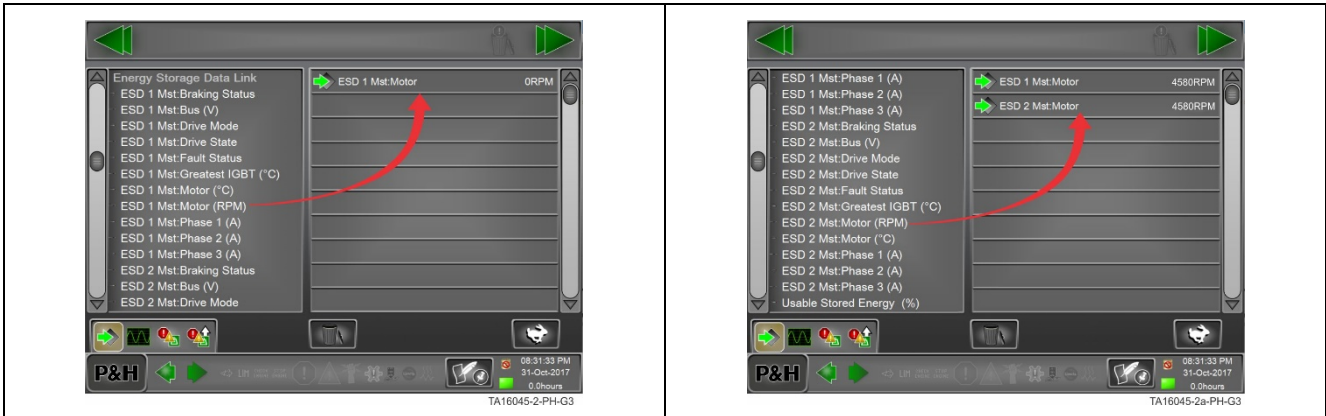 Energy Storage Data Link
ESD 1 Mst:Braking Status
ESD 1 Mst:Bus (V)
ESD 1 Mst:Drive Mode
ESD 1 Mst:Drive State
ESD 1 Mst:Fault Status
ESD 1 Mst:Greatest IGBT (°C)
ESD 1 Mst:Motor (°C)
ESD 1 Mst:Motor (RPM)
ESD 1 Mst:Phase 1 (A)
ESD 1 Mst:Phase 2 (A)
ESD 1 Mst:Phase 3 (A)
ESD 2 Mst:Braking Status
ESD 2 Mst:Bus (V)
ESD 2 Mst:Drive Mode
ESD 1 Mst:Motor 0RPM
P&H
LIM
08:31:33 PM
31-Oct-2017
0.0hours
TA16045-2-PH-G3
ESD 1 Mst:Phase 1 (A)
ESD 1 Mst:Phase 2 (A)
ESD 1 Mst:Phase 3 (A)
ESD 2 Mst:Braking Status
ESD 2 Mst:Bus (V)
ESD 2 Mst:Drive Mode
ESD 2 Mst:Drive State
ESD 2 Mst:Fault Status
ESD 2 Mst:Greatest IGBT (°C)
ESD 2 Mst:Motor (RPM)
ESD 2 Mst:Motor (°C)
ESD 2 Mst:Phase 1 (A)
ESD 2 Mst:Phase 2 (A)
ESD 2 Mst:Phase 3 (A)
Usable Stored Energy (%)
ESD 1 Mst:Motor 4580RPM
ESD 2 Mst:Motor 4580RPM
P&H
LIM
08:31:33 PM
31-Oct-2017
0.0hours
TA16045-2a-PH-G3